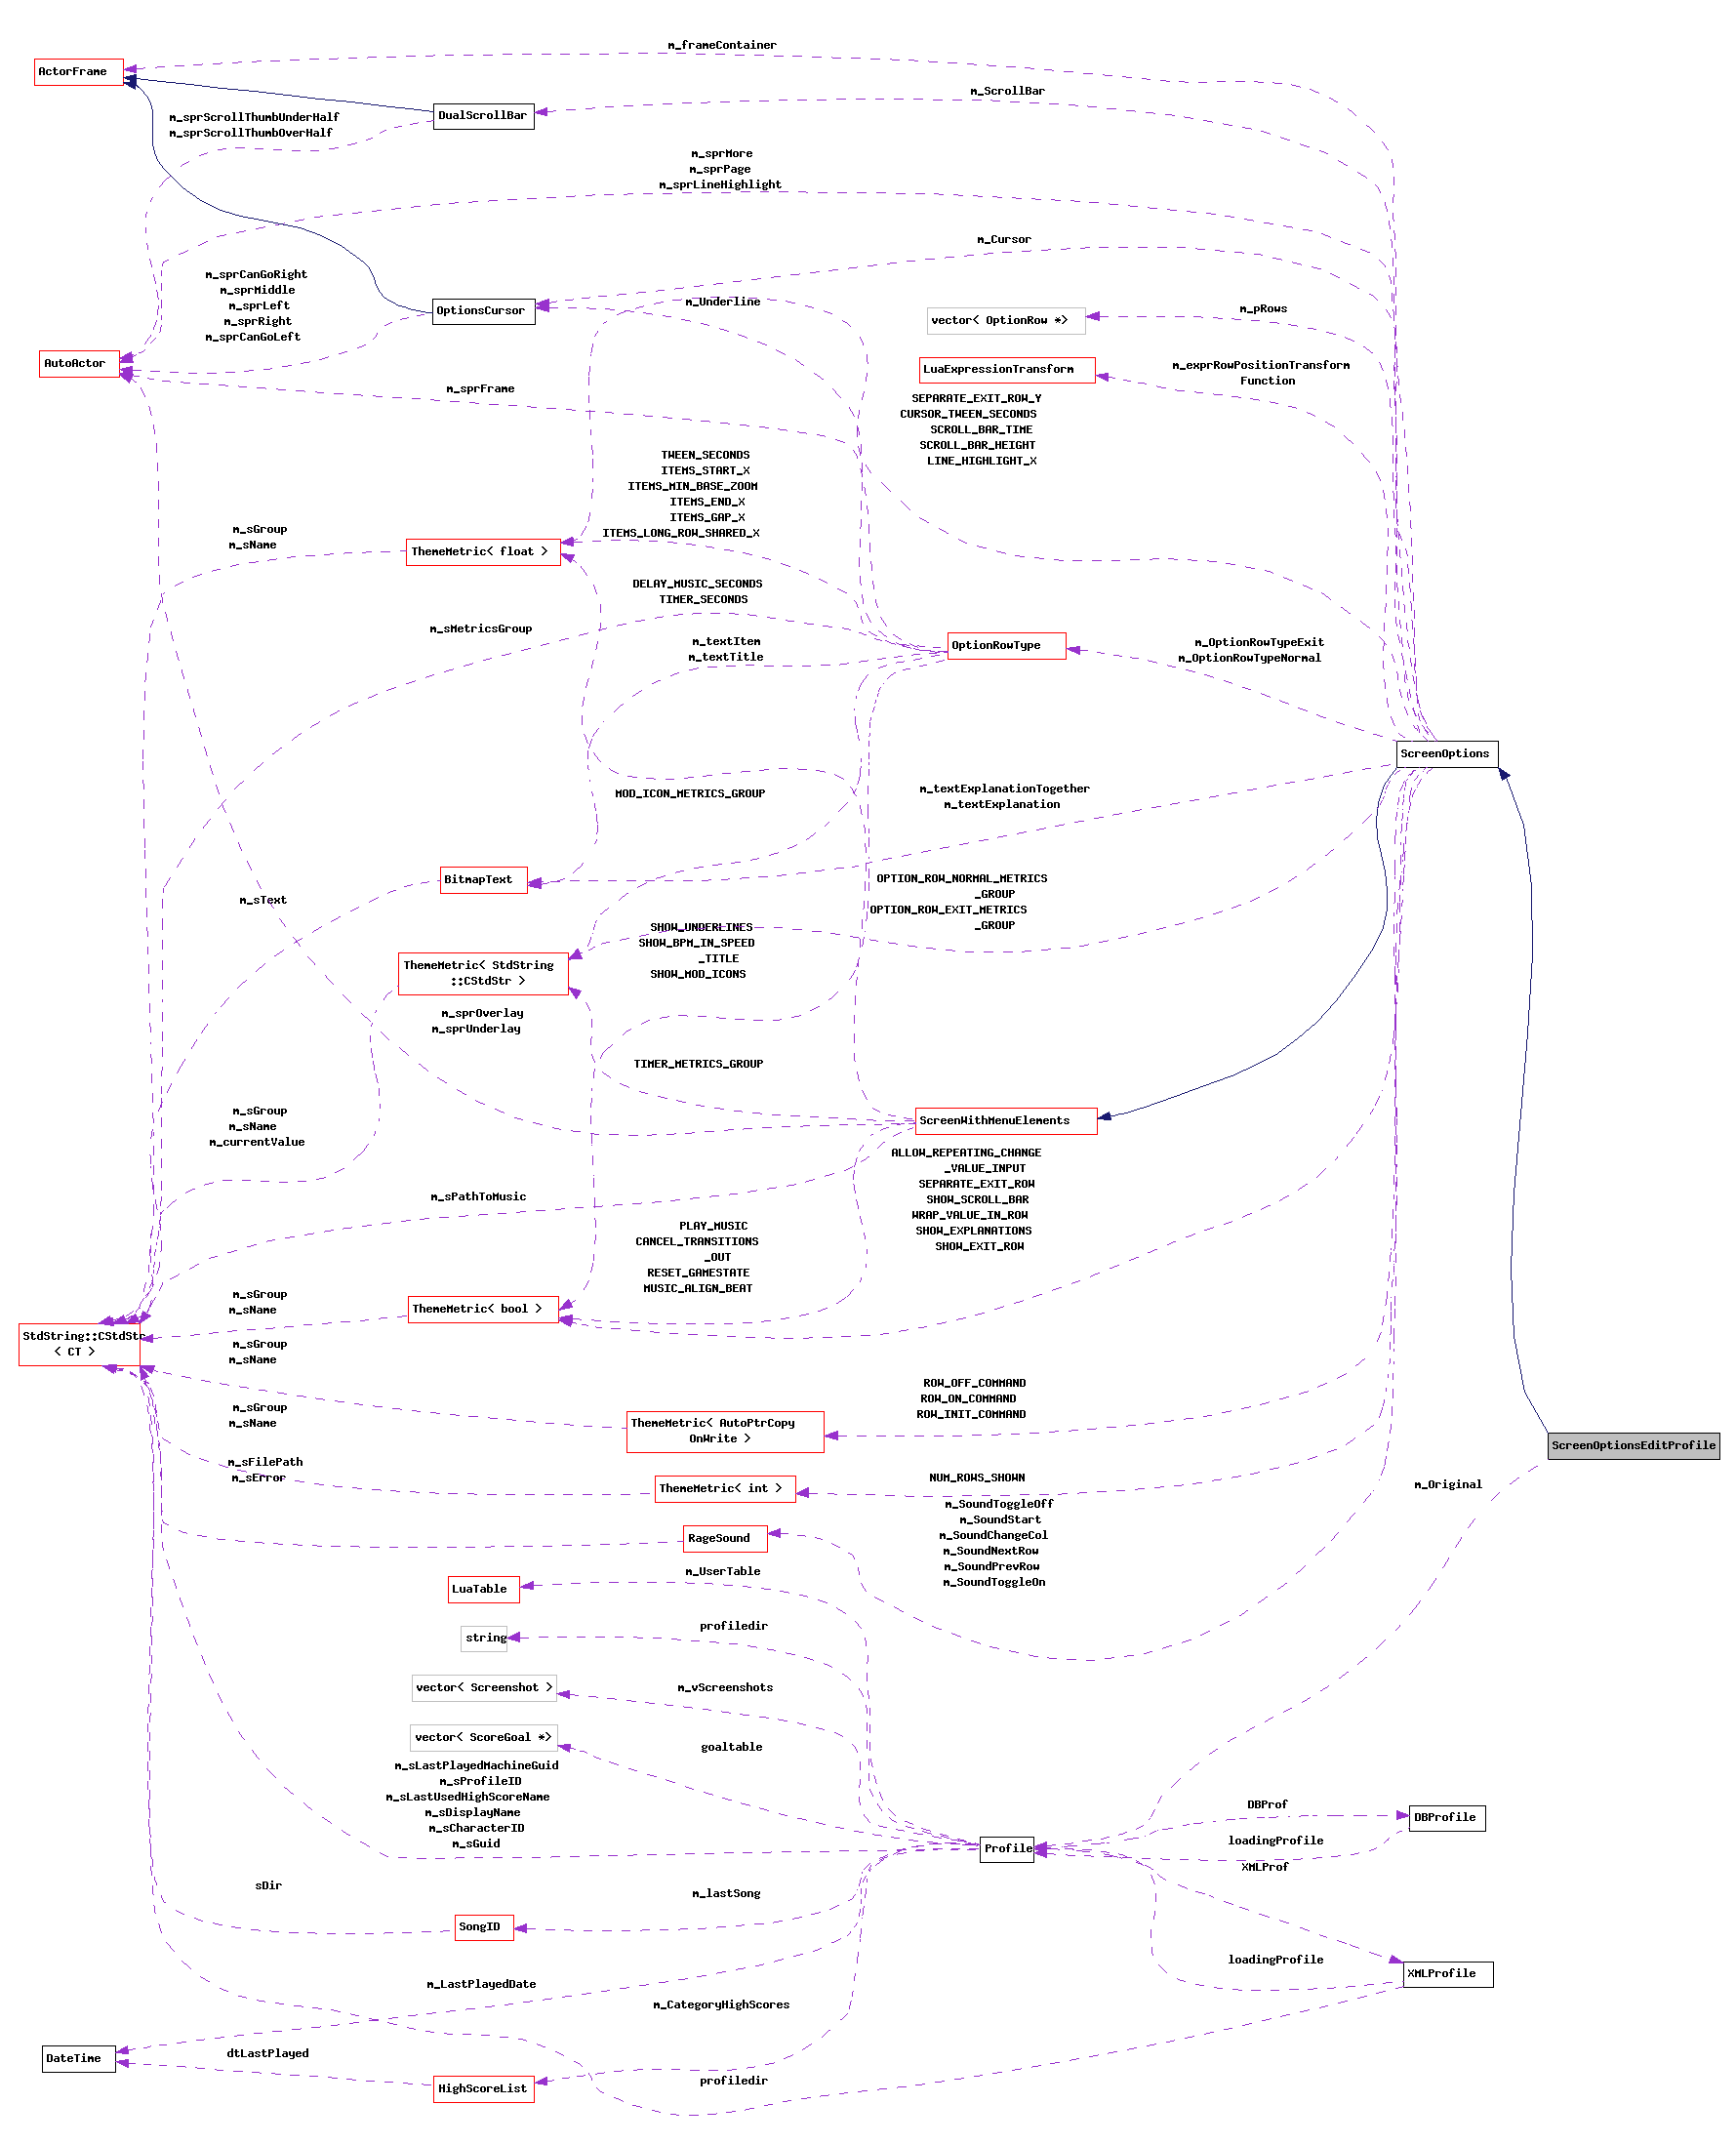 m_frameContainer
ActorFrame
m_ScrollBar
DualScrollBar
m_sprScrollThumbUnderHalf
m_sprScrollThumbOverHalf
m_sprMore
m_sprPage
m_sprLineHighlight
m_Cursor
m_sprCanGoRight
m_sprMiddle
m_sprLeft
m_sprRight
m_sprCanGoLeft
OptionsCursor
m_Underline
vector< OptionRow *>
m_pRows
AutoActor
LuaExpressionTransform
m_exprRowPositionTransform
Function
m_sprFrame
SEPARATE_EXIT_ROW_Y
CURSOR_TWEEN_SECONDS
SCROLL_BAR_TIME
SCROLL_BAR_HEIGHT
LINE_HIGHLIGHT_X
TWEEN_SECONDS
ITEMS_START_X
ITEMS_MIN_BASE_ZOOM
ITEMS_END_X
ITEMS_GAP_X
ITEMS_LONG_ROW_SHARED_X
m_sGroup
m_sName
ThemeMetric< float >
DELAY_MUSIC_SECONDS
TIMER_SECONDS
m_sMetricsGroup
m_textItem
m_textTitle
OptionRowType
m_OptionRowTypeExit
m_OptionRowTypeNormal
ScreenOptions
MOD_ICON_METRICS_GROUP
m_textExplanationTogether
m_textExplanation
BitmapText
m_sText
OPTION_ROW_NORMAL_METRICS
_GROUP
OPTION_ROW_EXIT_METRICS
_GROUP
SHOW_UNDERLINES
SHOW_BPM_IN_SPEED
_TITLE
SHOW_MOD_ICONS
ThemeMetric< StdString
::CStdStr >
m_sprOverlay
m_sprUnderlay
TIMER_METRICS_GROUP
m_sGroup
m_sName
m_currentValue
ScreenWithMenuElements
ALLOW_REPEATING_CHANGE
_VALUE_INPUT
SEPARATE_EXIT_ROW
SHOW_SCROLL_BAR
WRAP_VALUE_IN_ROW
SHOW_EXPLANATIONS
SHOW_EXIT_ROW
m_sPathToMusic
PLAY_MUSIC
CANCEL_TRANSITIONS
_OUT
RESET_GAMESTATE
MUSIC_ALIGN_BEAT
m_sGroup
m_sName
ThemeMetric< bool >
StdString::CStdStr
< CT >
m_sGroup
m_sName
ROW_OFF_COMMAND
ROW_ON_COMMAND
ROW_INIT_COMMAND
m_sGroup
m_sName
ThemeMetric< AutoPtrCopy
OnWrite >
ScreenOptionsEditProfile
m_sFilePath
m_sError
ThemeMetric< int >
NUM_ROWS_SHOWN
m_Original
m_SoundToggleOff
m_SoundStart
m_SoundChangeCol
m_SoundNextRow
m_SoundPrevRow
m_SoundToggleOn
RageSound
LuaTable
m_UserTable
string
profiledir
vector< Screenshot >
m_vScreenshots
vector< ScoreGoal *>
goaltable
m_sLastPlayedMachineGuid
m_sProfileID
m_sLastUsedHighScoreName
m_sDisplayName
m_sCharacterID
m_sGuid
Profile
DBProf
DBProfile
loadingProfile
XMLProf
sDir
m_lastSong
SongID
loadingProfile
XMLProfile
m_LastPlayedDate
m_CategoryHighScores
DateTime
dtLastPlayed
HighScoreList
profiledir